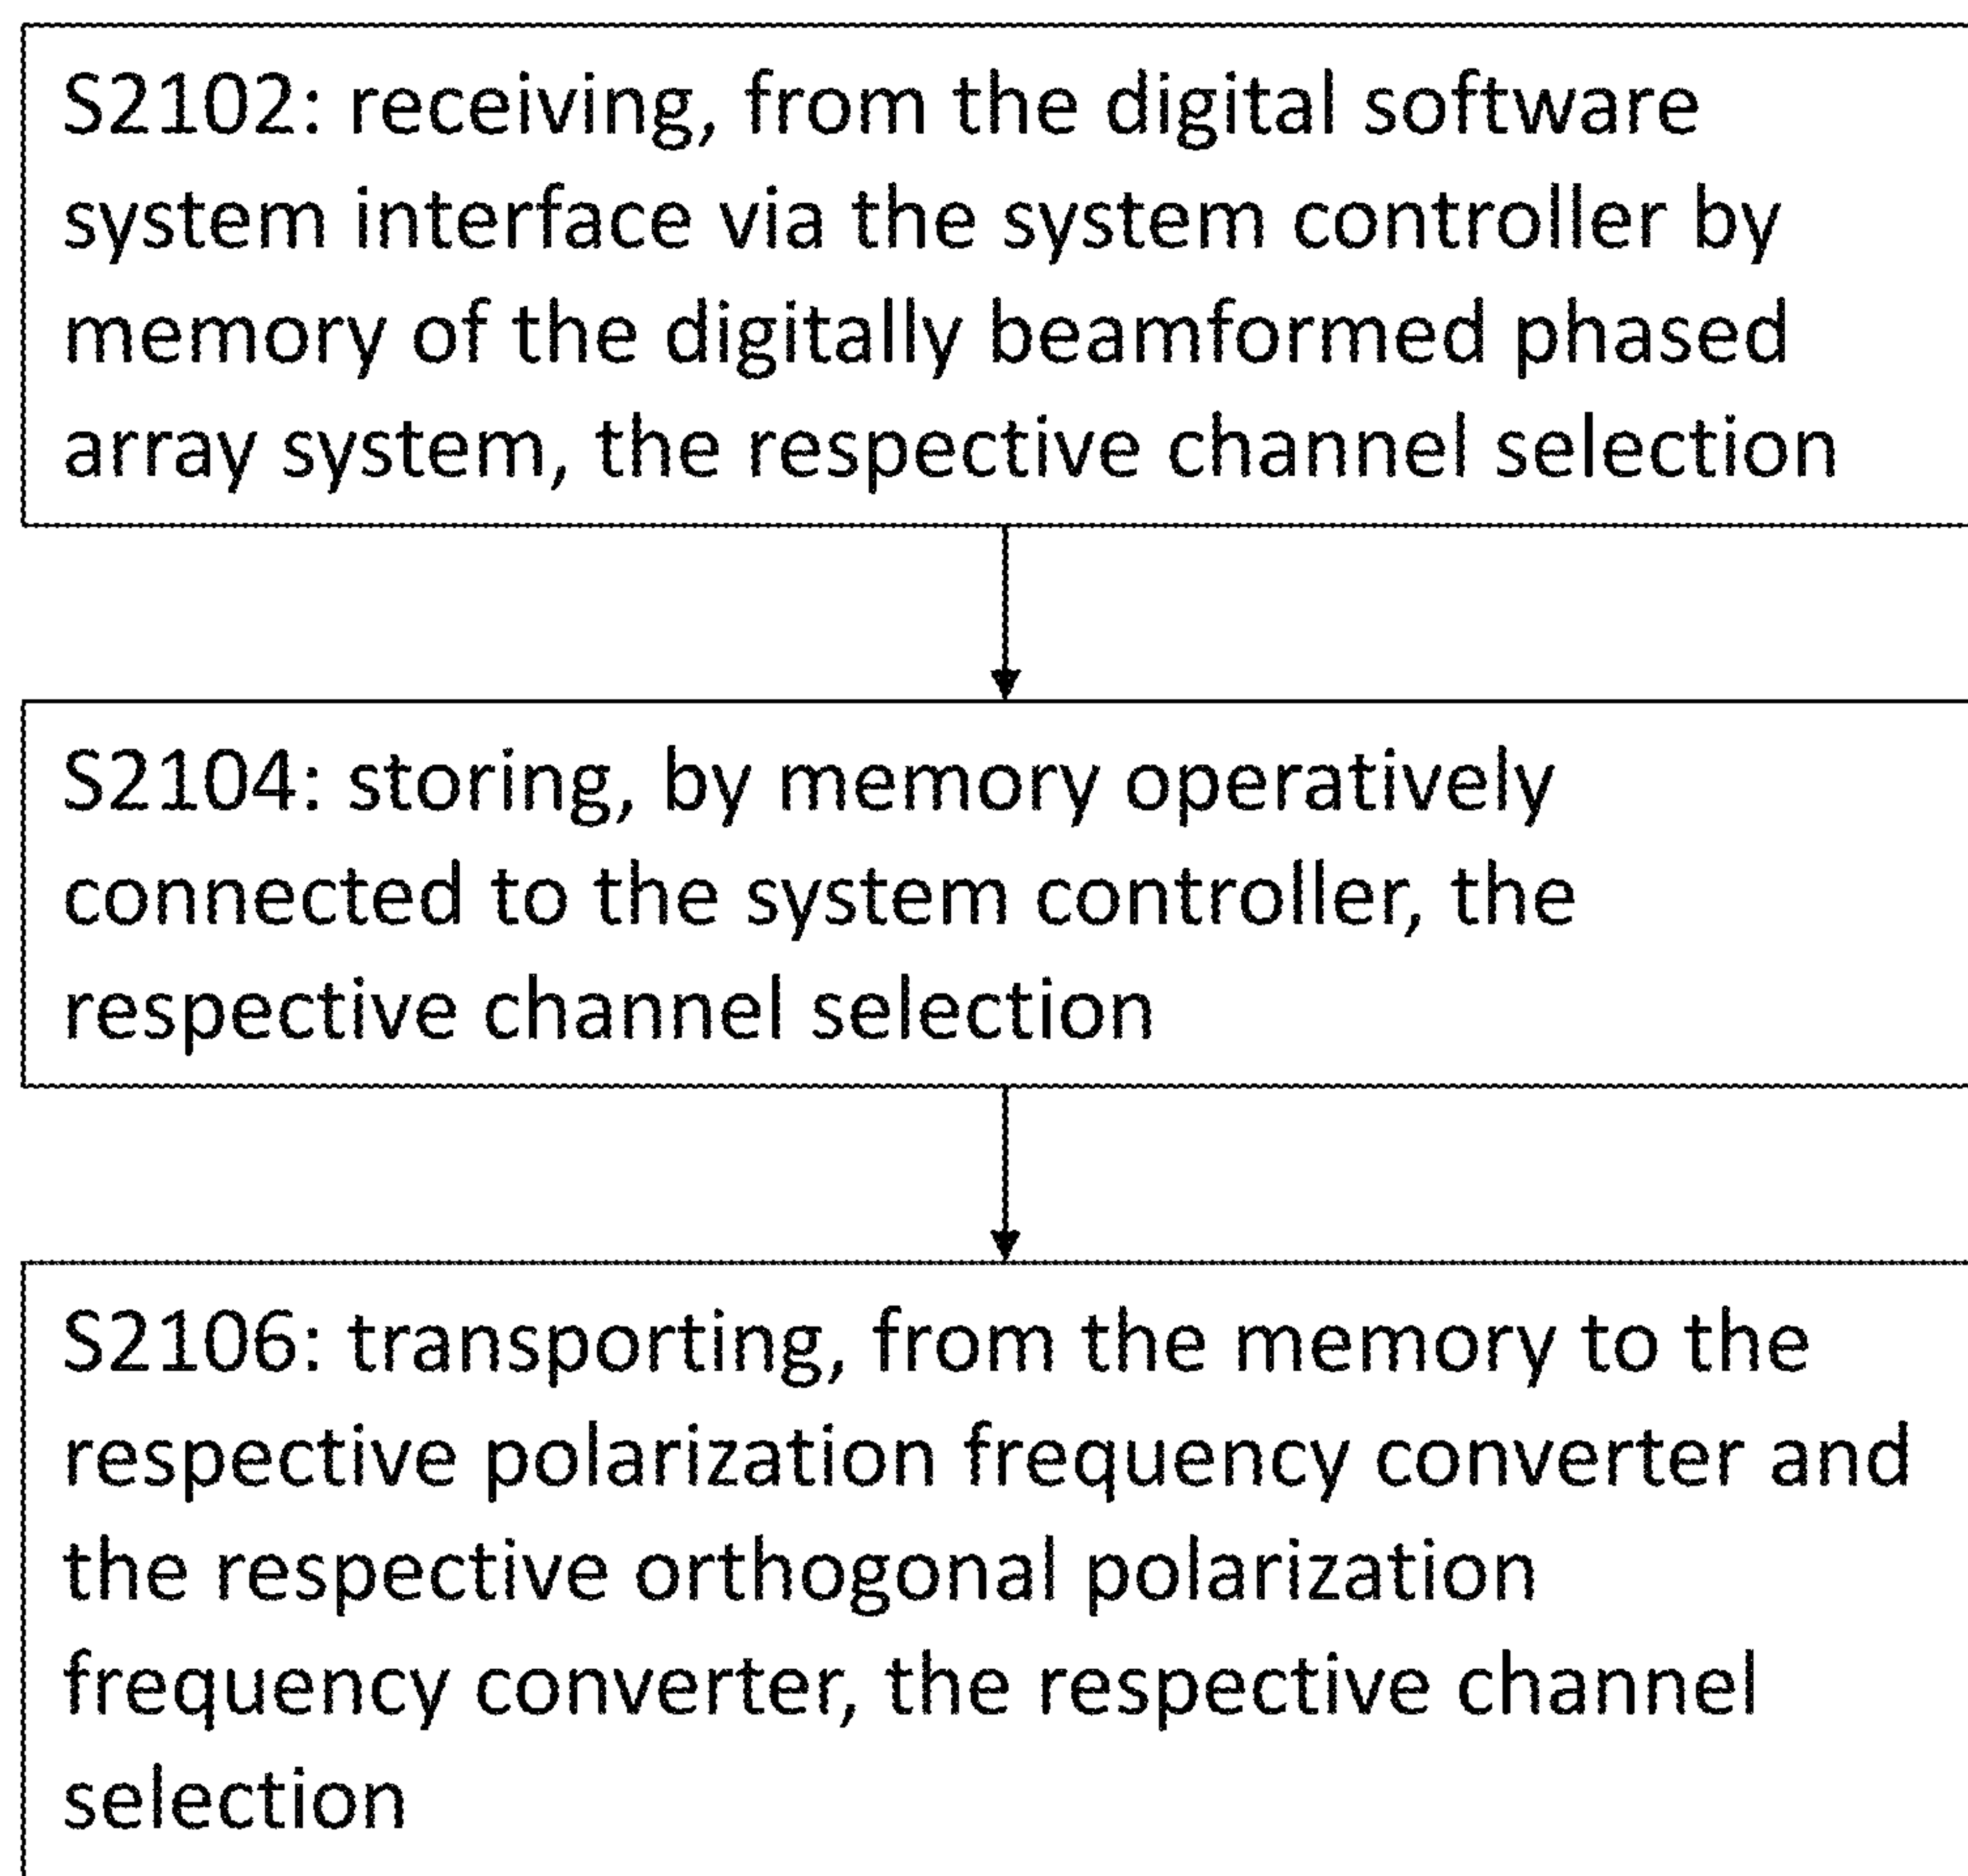 S2102: receiving, from the digital software
system interface via the system controller by
memory of the digitally beamformed phased
array system, the respective channel selection
S2104: storing, by memory operatively
connected to the system controller, the
respective channel selection
S2106: transporting, from the memory to the
respective polarization frequency converter and
the respective orthogonal polarization
frequency converter, the respective channel
selection